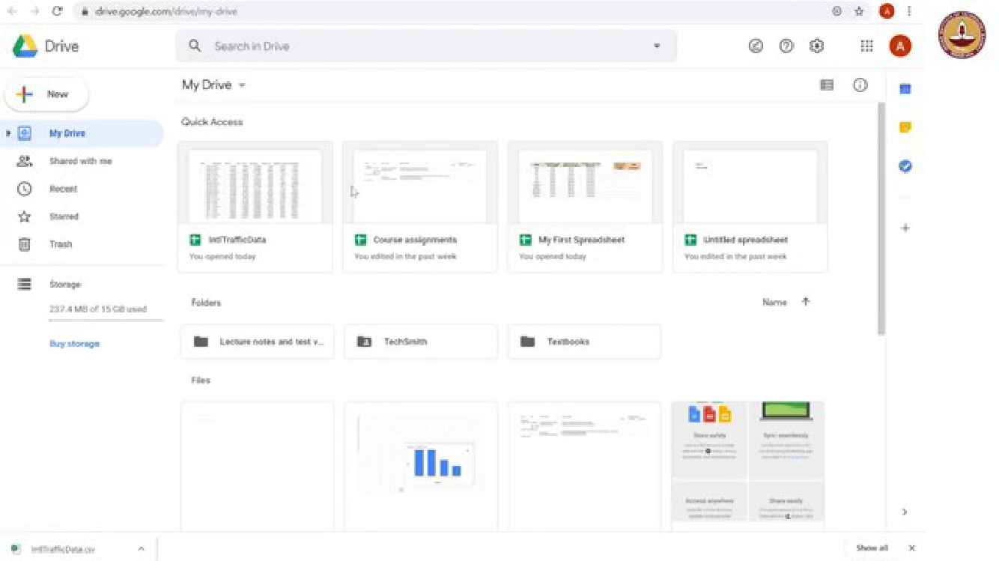 drive.google.com/drive/my-drive
A
Drive
Search in Drive
A
New
My Drive
My Drive
Quick Access
Shared with me
Recent
Starred
Trash
Storage
237.4 MB of 15 GB used
Buy storage
IntlTrafficData
You opened today
Course assignments
You edited in the past week
My First Spreadsheet
You opened today
Untitled spreadsheet
You edited in the past week
Folders
Name
Lecture notes and test v...
TechSmith
Textbooks
Files
Store safely
Sync seamlessly
Access anywhere
Share easily
IntlTrafficData.csv
Show all